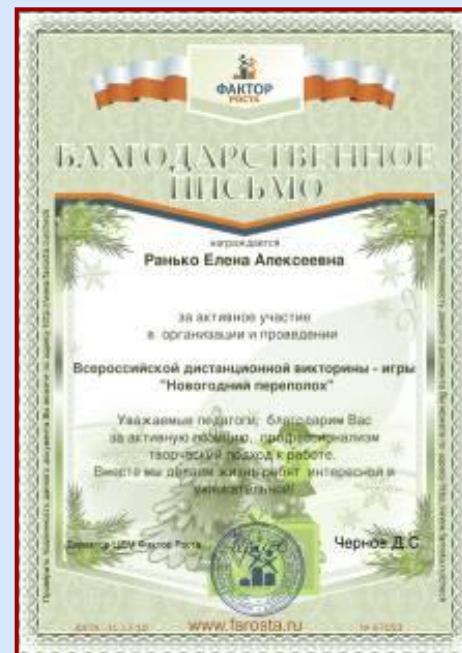 ФАКТОР
РОСТА
БЛАГОДАРСТВЕННОЕ
ПИСЬМО
награждается
Ранько Елена Алексеевна
за активное участие
в организации и проведении
Всероссийской дистанционной викторины - игры
"Новогодний переполох"
Уважаемые педагоги, благодарим Вас
за активную позицию, профессионализм
творческий подход к работе.
Вместе мы делаем жизнь ребят интересной и
увлекательной!
Директор ЦДМ Фактор Роста
Чернов Д.С
www.farosta.ru